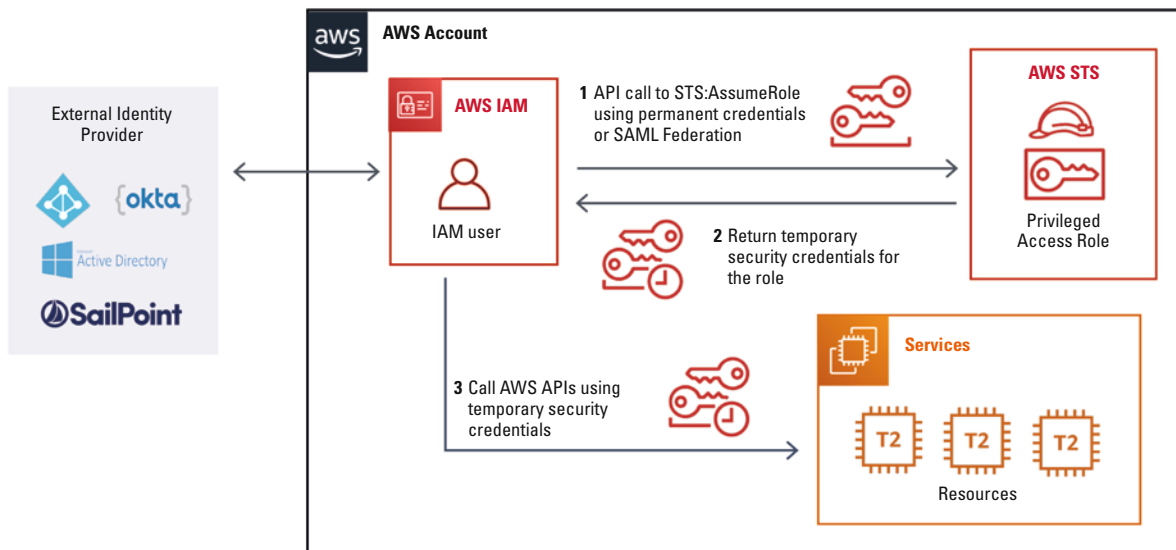 aws
AWS Account
External Identity
Provider
{okta}
Active Directory
SailPoint
AWS IAM
IAM user
1 API call to STS:AssumeRole
using permanent credentials
or SAML Federation
AWS STS
Privileged
Access Role
2 Return temporary
security credentials for
the role
3 Call AWS APIs using
temporary security
credentials
Services
T2
T2
T2
Resources